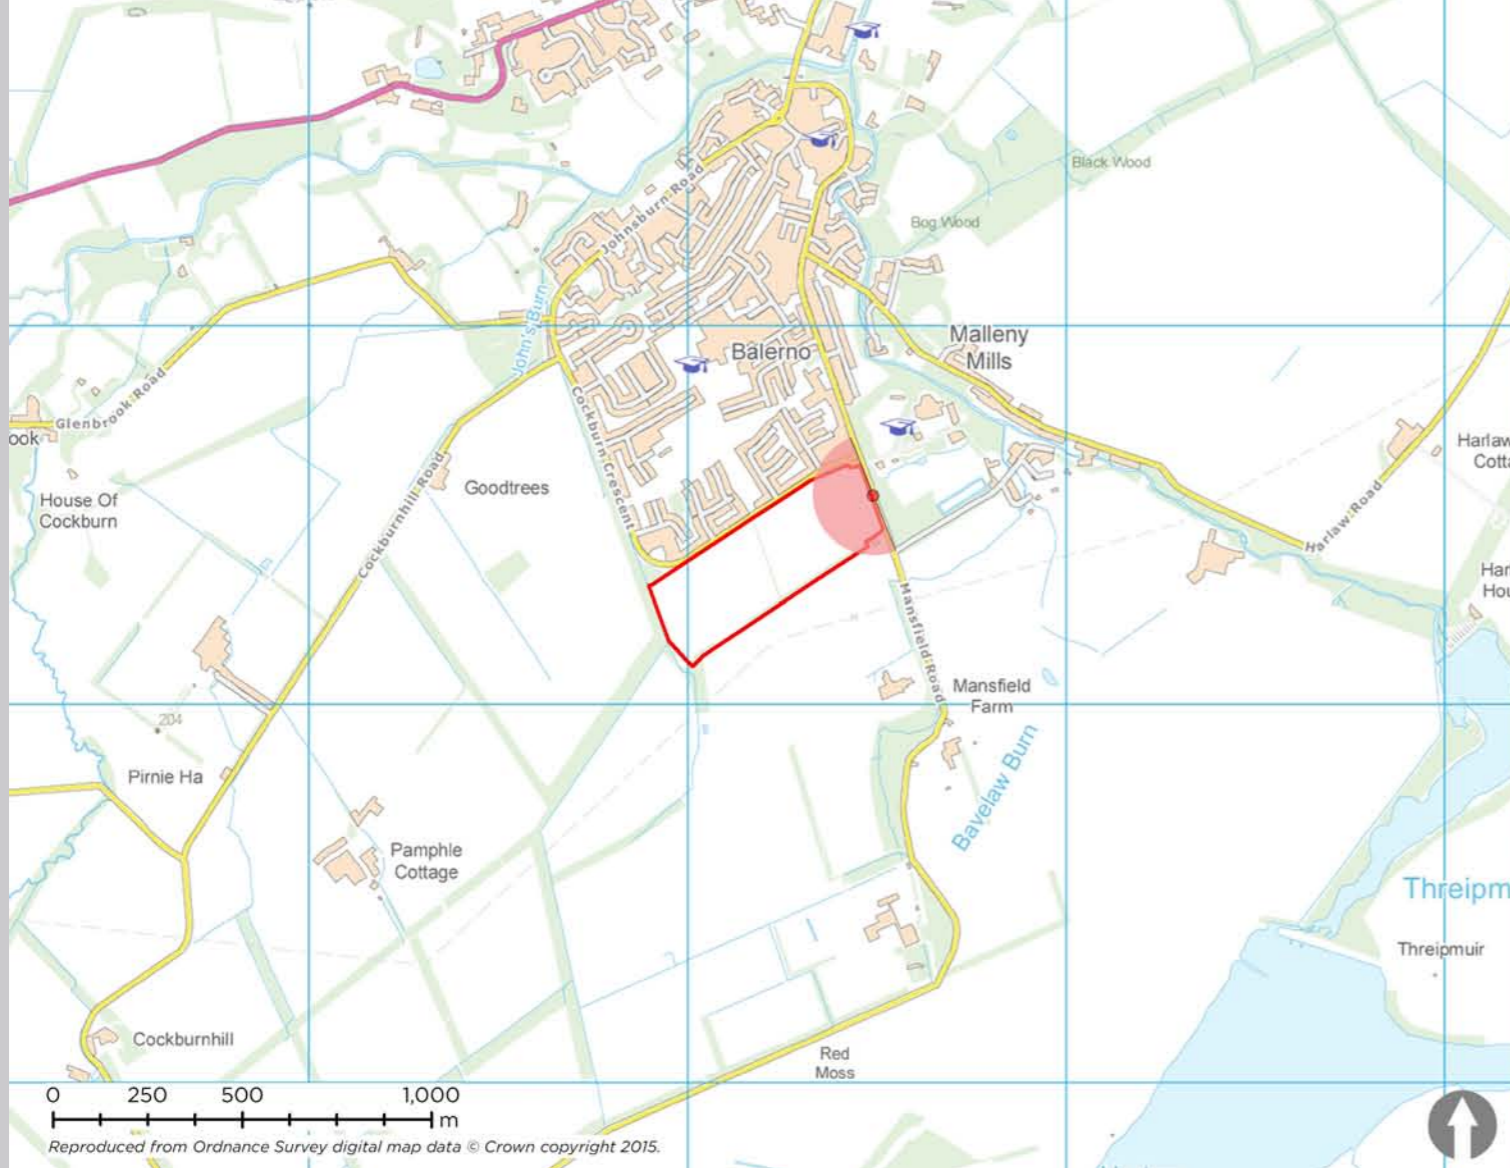 Black Wood
Bog Wood
Johnsburn Road
John's Burn
Malleny
Mills
Balerno
Glenbrook Road
ook
Cockburn Crescent
Harlaw
Cotta
House Of
Cockburn
Goodtrees
Cockburnhill Road
Harlaw Road
Har
Hou
Mansfield Road
Mansfield
Farm
204
Pirnie Ha
Bavelaw Burn
Pamphle
Cottage
Threipm
Threipmuir
Cockburnhill
Red
Moss
0 250 500 1,000
m
Reproduced from Ordnance Survey digital map data © Crown copyright 2015.